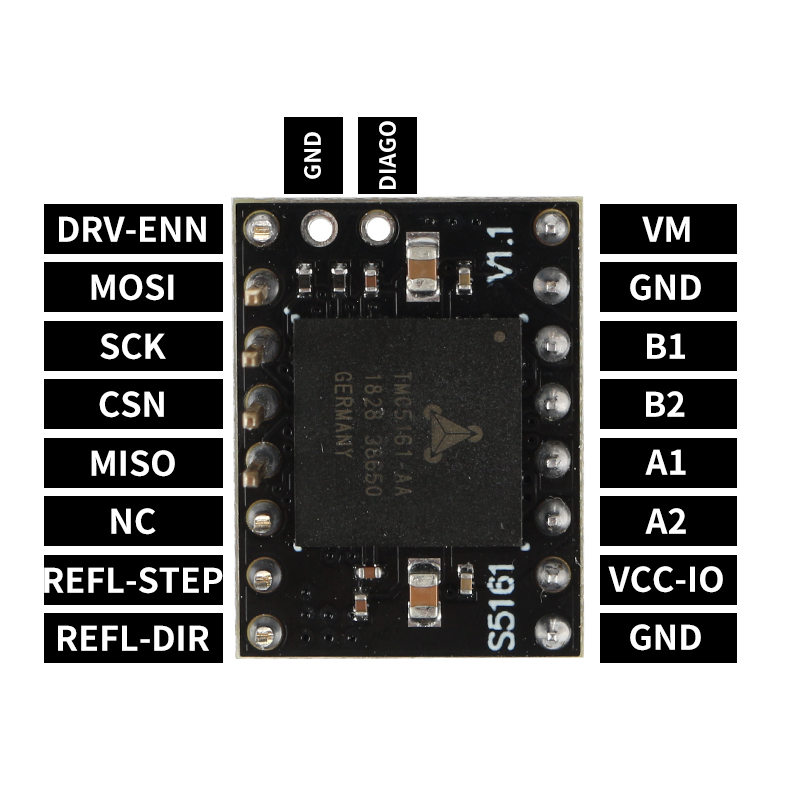 GND
DIAGO
DRV-ENN
MOSI
SCK
CSN
MISO
NC
REFL-STEP
REFL-DIR
VM
GND
B1
B2
A1
A2
VCC-IO
GND
V1.1
TMC5161-AA
1828 38650
GERMANY
S5161